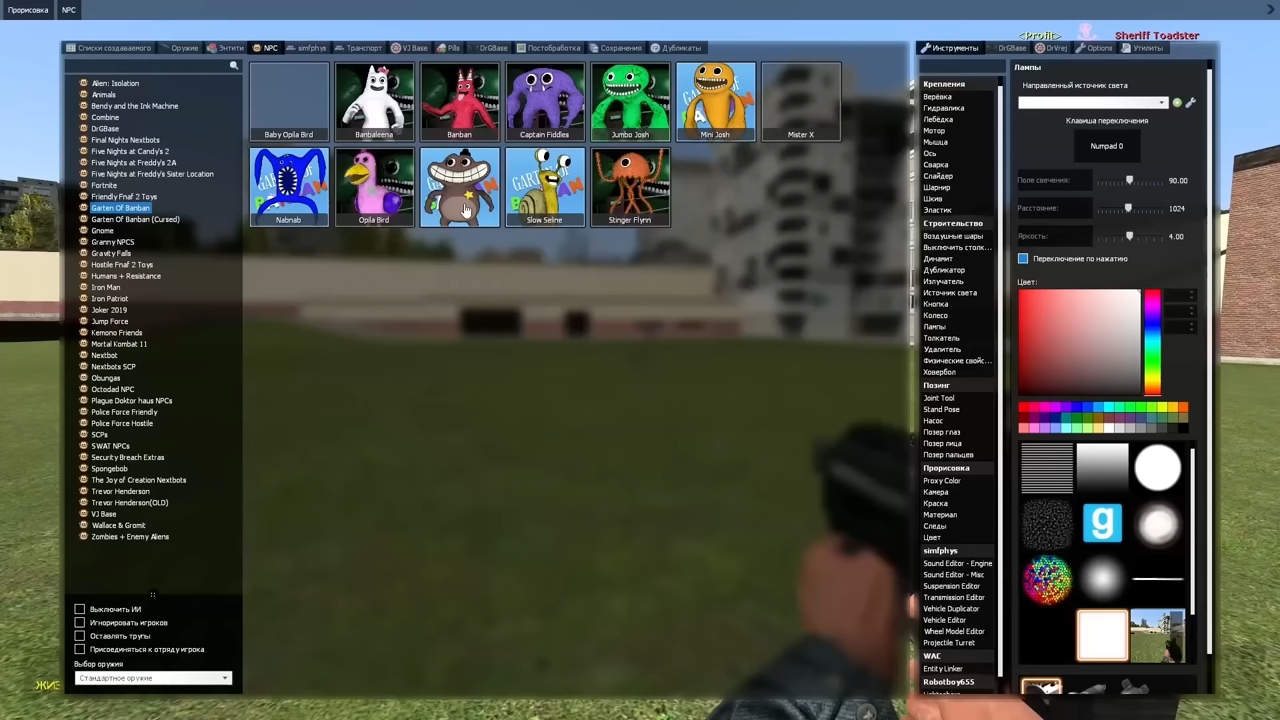 Прорисовка NPC
<Profit> Sheriff Toadster
Списки создаваемого Оружие Энтити NPC simfphys Транспорт VJ Base Pills DrGBase Постобработка Сохранения Дубликаты
Инструменты DrGBase DrVrej Options Утилиты
Alien: Isolation
Animals
Bendy and the Ink Machine
Combine
DrGBase
Final Nights Nextbots
Five Nights at Candy's 2
Five Nights at Freddy's 2A
Five Nights at Freddy's Sister Location
Fortnite
Friendly Fnaf 2 Toys
Garten Of Banban
Garten Of Banban (Cursed)
Gnome
Granny NPCS
Gravity Falls
Hostile Fnaf 2 Toys
Humans + Resistance
Iron Man
Iron Patriot
Joker 2019
Jump Force
Kemono Friends
Mortal Kombat 11
Nextbot
Nextbots SCP
Obungas
Octodad NPC
Plague Doktor haus NPCs
Police Force Friendly
Police Force Hostile
SCPs
SWAT NPCs
Security Breach Extras
Spongebob
The Joy of Creation Nextbots
Trevor Henderson
Trevor Henderson(OLD)
VJ Base
Wallace & Gromit
Zombies + Enemy Aliens
Выключить ИИ
Игнорировать игроков
Оставлять трупы
Присоединяться к отряду игрока
Выбор оружия
Стандартное оружие
Baby Opila Bird Banbaleena Banban Captain Fiddles Jumbo Josh Mini Josh Mister X
Nabnab Opila Bird Slow Seline Stinger Flynn
Крепления
Верёвка
Гидравлика
Лебёдка
Мотор
Мышца
Ось
Сварка
Слайдер
Шарнир
Шкив
Эластик
Строительство
Воздушные шары
Выключить столк...
Динамит
Дубликатор
Излучатель
Источник света
Кнопка
Колесо
Лампы
Толкатель
Удалитель
Физические свойс...
Ховербол
Позинг
Joint Tool
Stand Pose
Насос
Позер глаз
Позер лица
Позер пальцев
Прорисовка
Proxy Color
Камера
Краска
Материал
Следы
Цвет
simfphys
Sound Editor - Engine
Sound Editor - Misc
Suspension Editor
Transmission Editor
Vehicle Duplicator
Vehicle Editor
Wheel Model Editor
Projectile Turret
WAC
Entity Linker
Robotboy655
Лампы
Направленный источник света
Клавиша переключения
Numpad 0
Поле свечения: 90.00
Расстояние: 1024
Яркость: 4.00
Переключение по нажатию
Цвет:
g